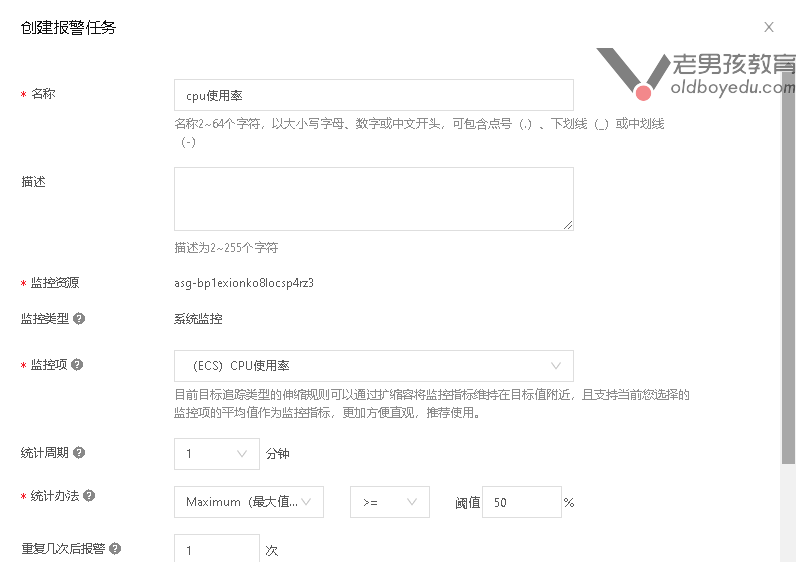 创建报警任务
X
老男孩教育
oldboyedu.com
* 名称
cpu使用率
名称2~64个字符，以大小写字母、数字或中文开头，可包含点号（.）、下划线（_）或中划线
（-）
描述
描述为2~255个字符
* 监控资源
asg-bp1exionko8locsp4rz3
监控类型 ?
系统监控
* 监控项 ?
（ECS）CPU使用率
目前目标追踪类型的伸缩规则可以通过扩缩容将监控指标维持在目标值附近，且支持当前您选择的
监控项的平均值作为监控指标，更加方便直观，推荐使用。
统计周期 ?
1 分钟
* 统计办法 ?
Maximum（最大值... >= 阈值 50 %
重复几次后报警 ?
1 次